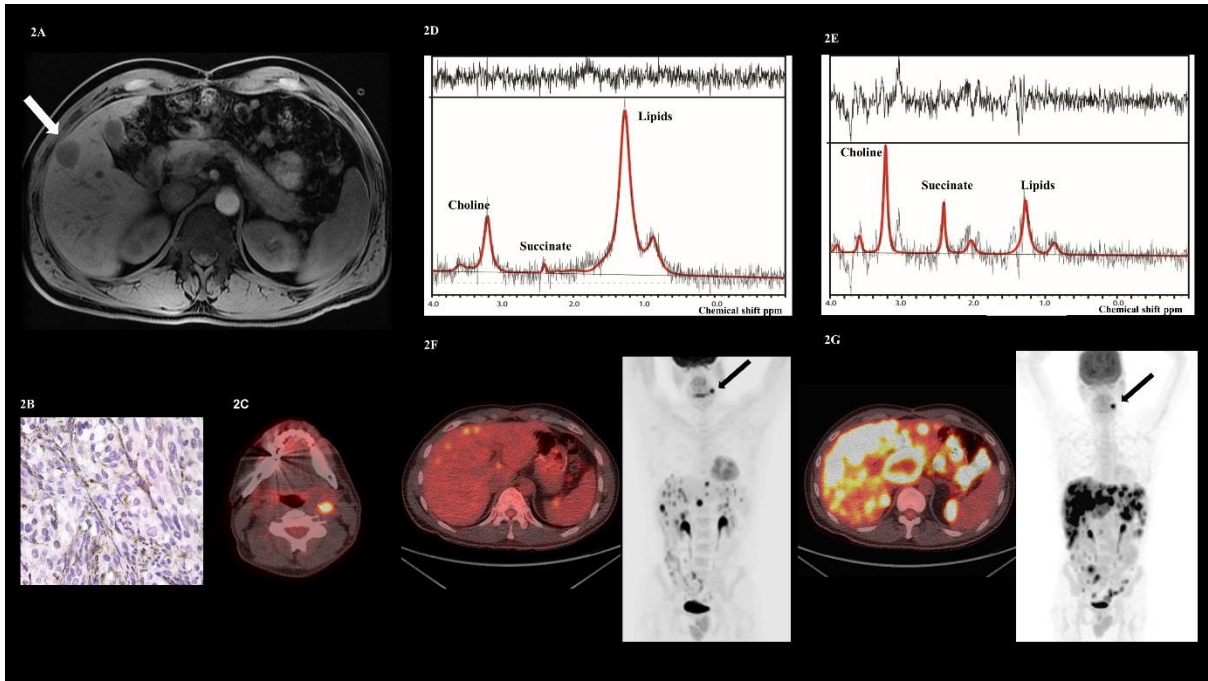 2A
2D
Lipids
Choline
Succinate
4.0 3.0 2.0 1.0 0.0
Chemical shift ppm
2E
Choline
Succinate
Lipids
4.0 3.0 2.0 1.0 0.0
Chemical shift ppm
2B
2C
2F
2G